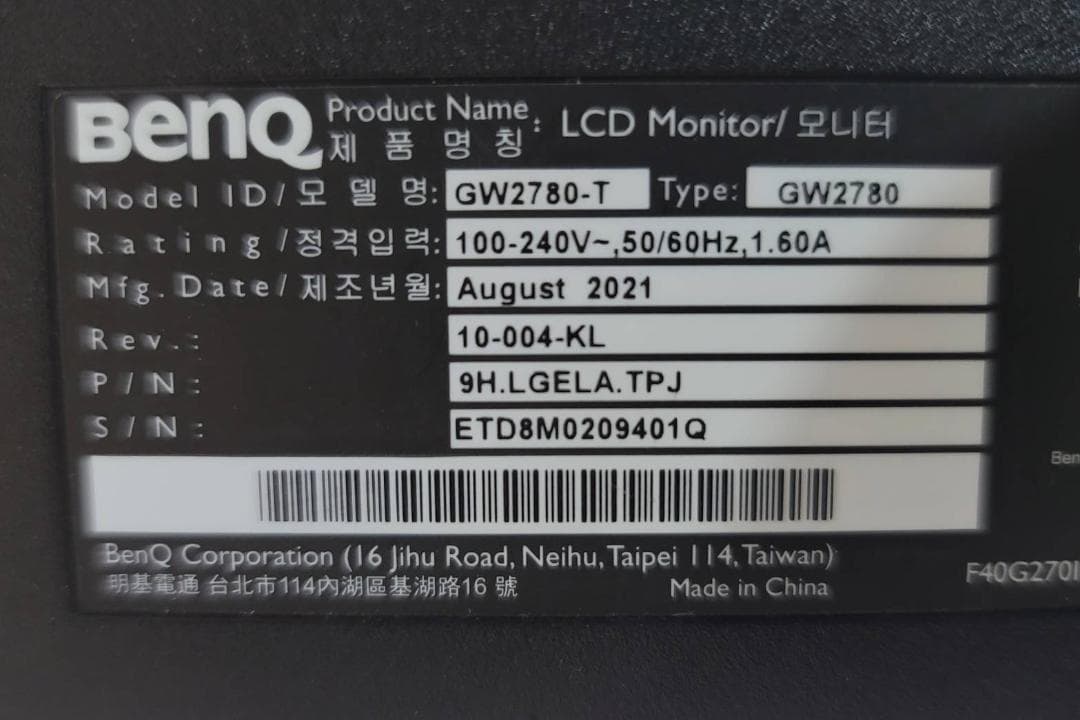 BenQ Product Name : LCD Monitor/ 모니터
제 품 명 칭
Model ID/모 델 명: GW2780-T Type: GW2780
Rating/정격입력: 100-240V~,50/60Hz,1.60A
Mfg. Date/제조년월: August 2021
Rev. : 10-004-KL
P/N : 9H.LGELA.TPJ
S/N : ETD8M0209401Q
Ben
BenQ Corporation (16 Jihu Road, Neihu, Taipei 114, Taiwan)
明基電通 台北市114內湖區基湖路16 號 Made in China
F40G270